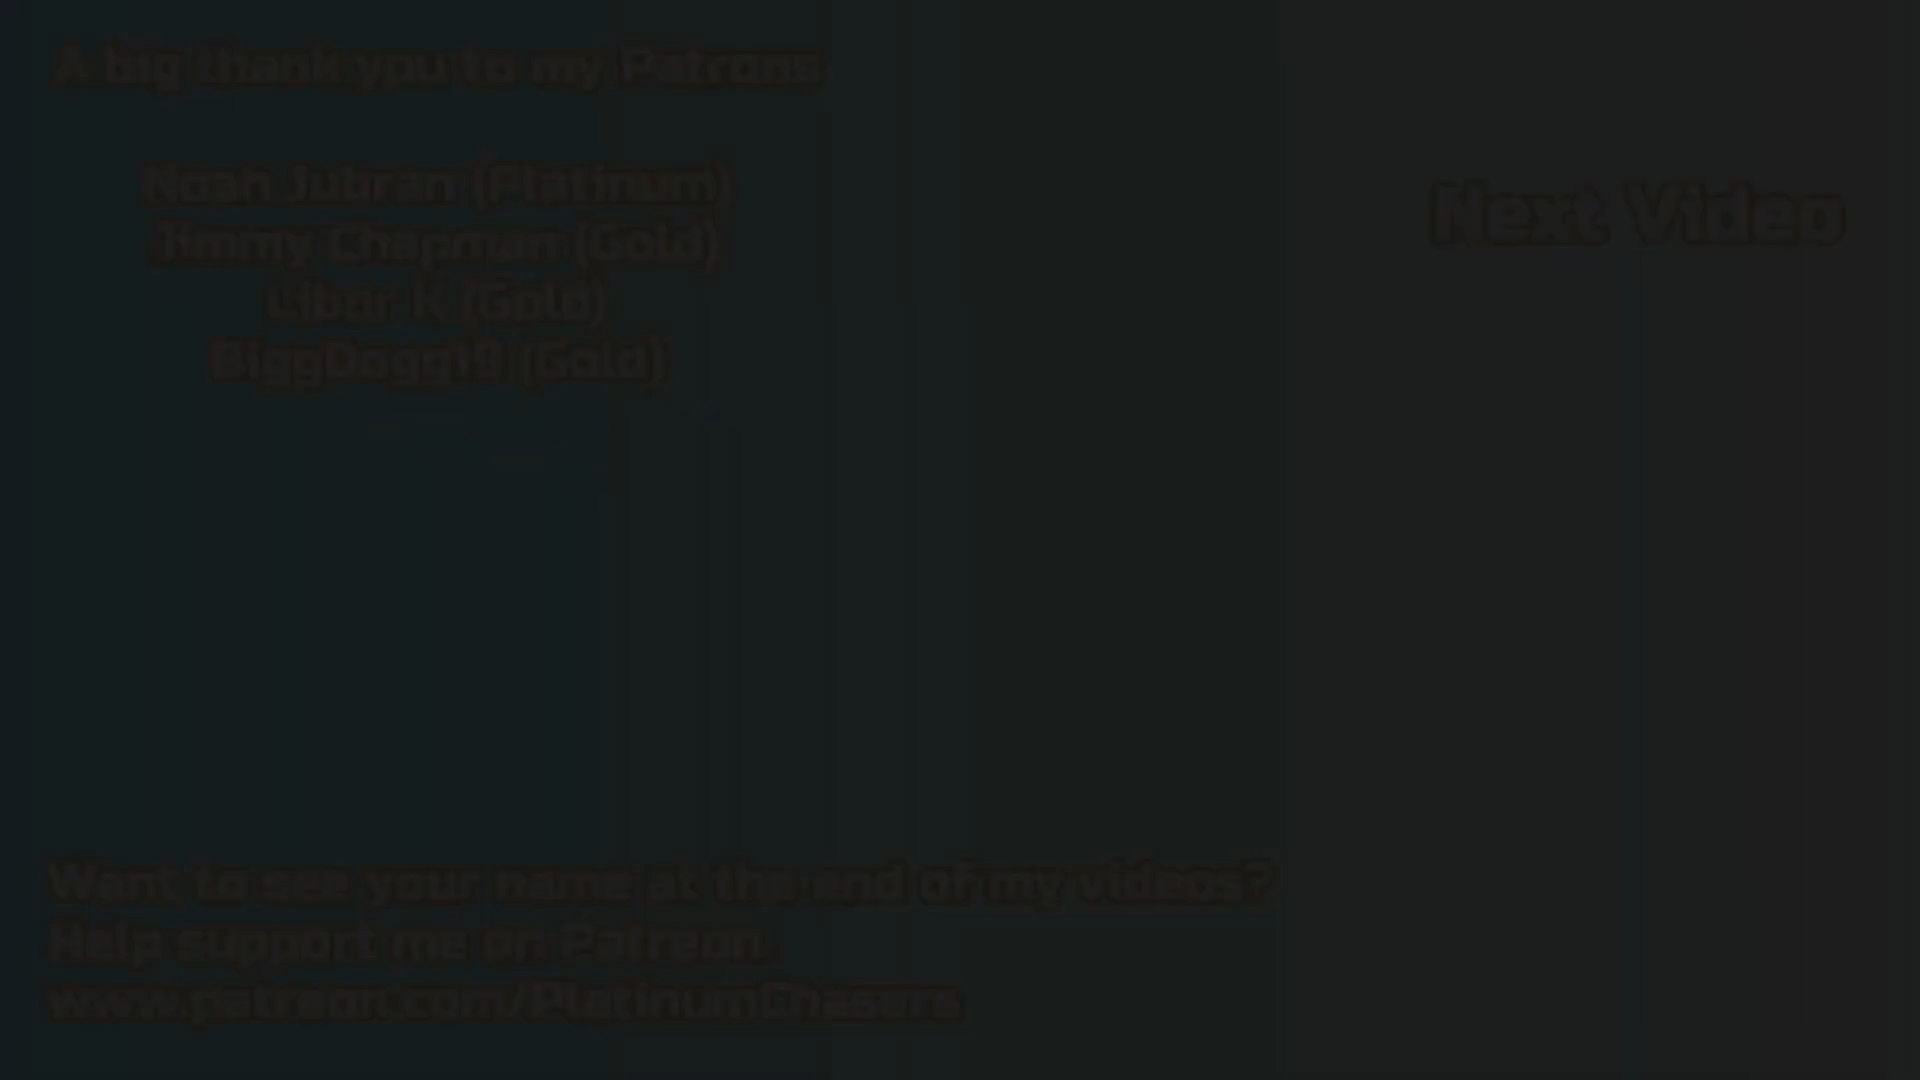 A big thank you to my Patrons
Noah Jubran (Platinum)
Jimmy Chapman (Gold)
Libor K (Gold)
BiggDogg19 (Gold)
Next Video
Want to see your name at the end of my videos?
Help support me on Patreon.
www.patreon.com/PlatinumChasers